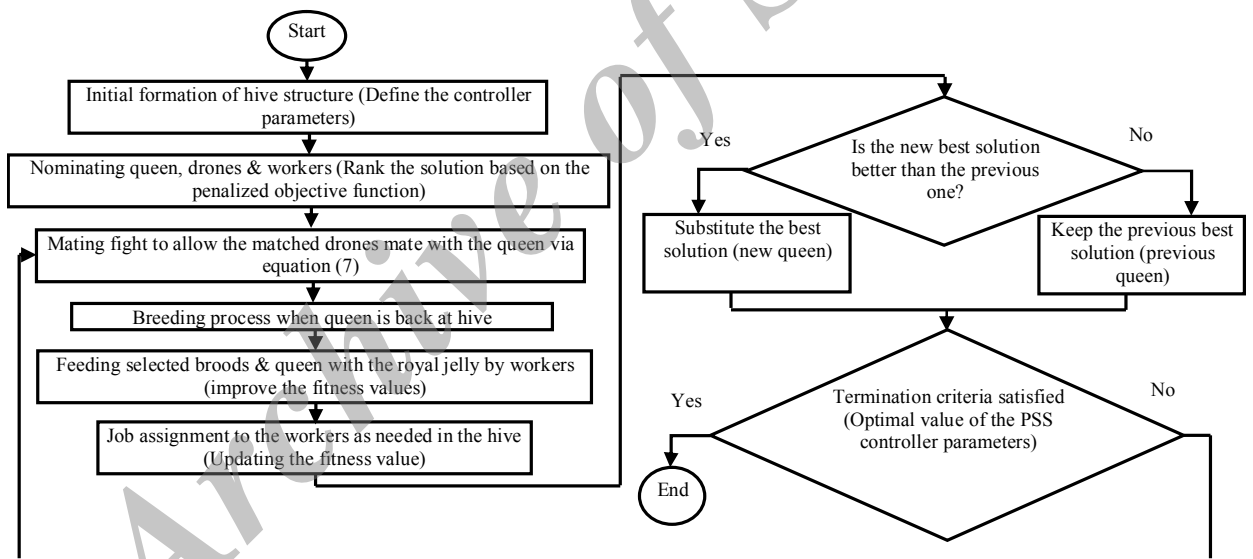 Start
Initial formation of hive structure (Define the controller
parameters)
Nominating queen, drones & workers (Rank the solution based on the
penalized objective function)
Mating fight to allow the matched drones mate with the queen via
equation (7)
Breeding process when queen is back at hive
Feeding selected broods & queen with the royal jelly by workers
(improve the fitness values)
Job assignment to the workers as needed in the hive
(Updating the fitness value)
Yes
No
Is the new best solution
better than the previous
one?
Substitute the best
solution (new queen)
Keep the previous best
solution (previous
queen)
Yes
No
Termination criteria satisfied
(Optimal value of the PSS
controller parameters)
End
Archive of S